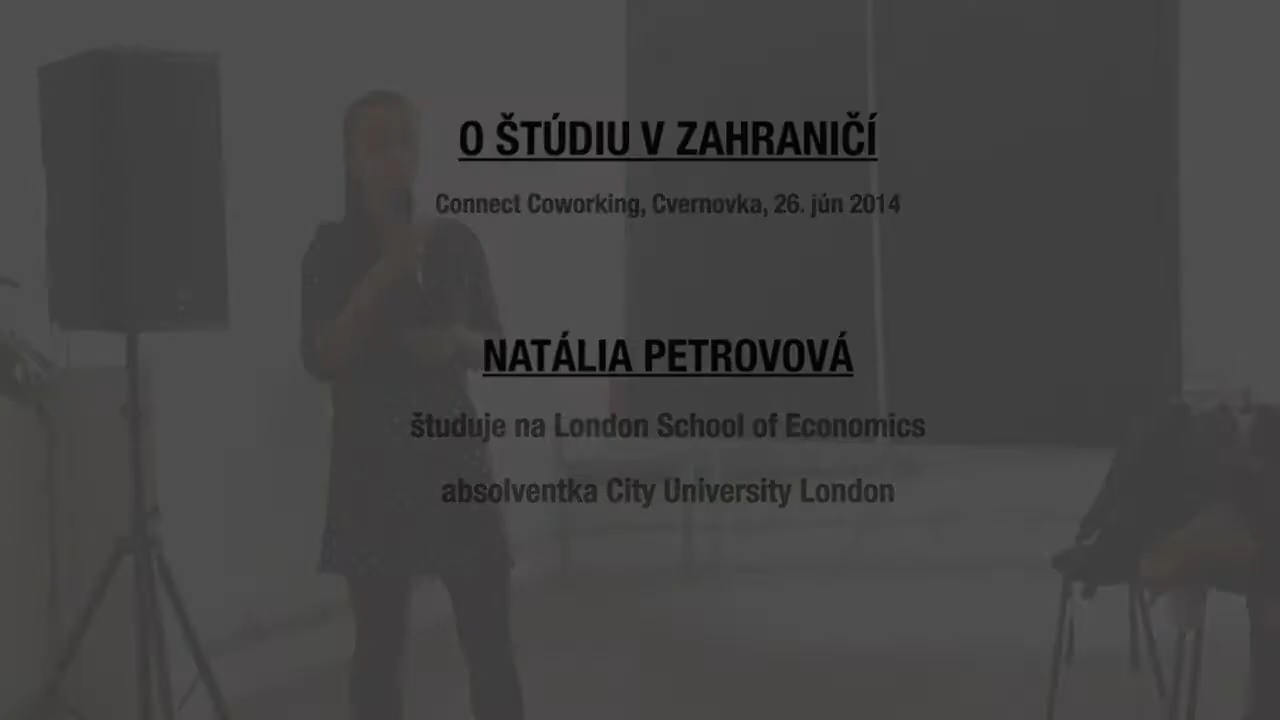 O ŠTÚDIU V ZAHRANIČÍ
Connect Coworking, Cvernovka, 26. jún 2014
NATÁLIA PETROVOVÁ
študuje na London School of Economics
absolventka City University London